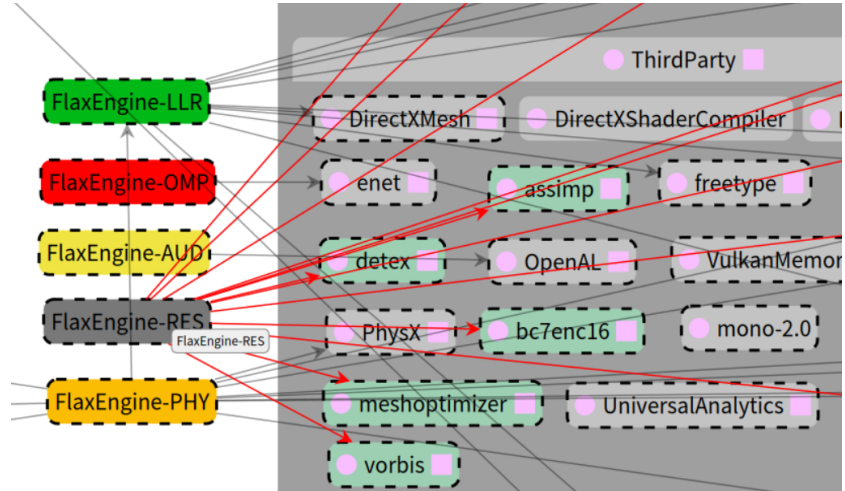 ThirdParty
FlaxEngine-LLR
DirectXMesh
DirectXShaderCompiler
FlaxEngine-OMP
enet
assimp
freetype
FlaxEngine-AUD
detex
OpenAL
VulkanMemor
FlaxEngine-RES
FlaxEngine-RES
PhysX
bc7enc16
mono-2.0
FlaxEngine-PHY
meshoptimizer
UniversalAnalytics
vorbis